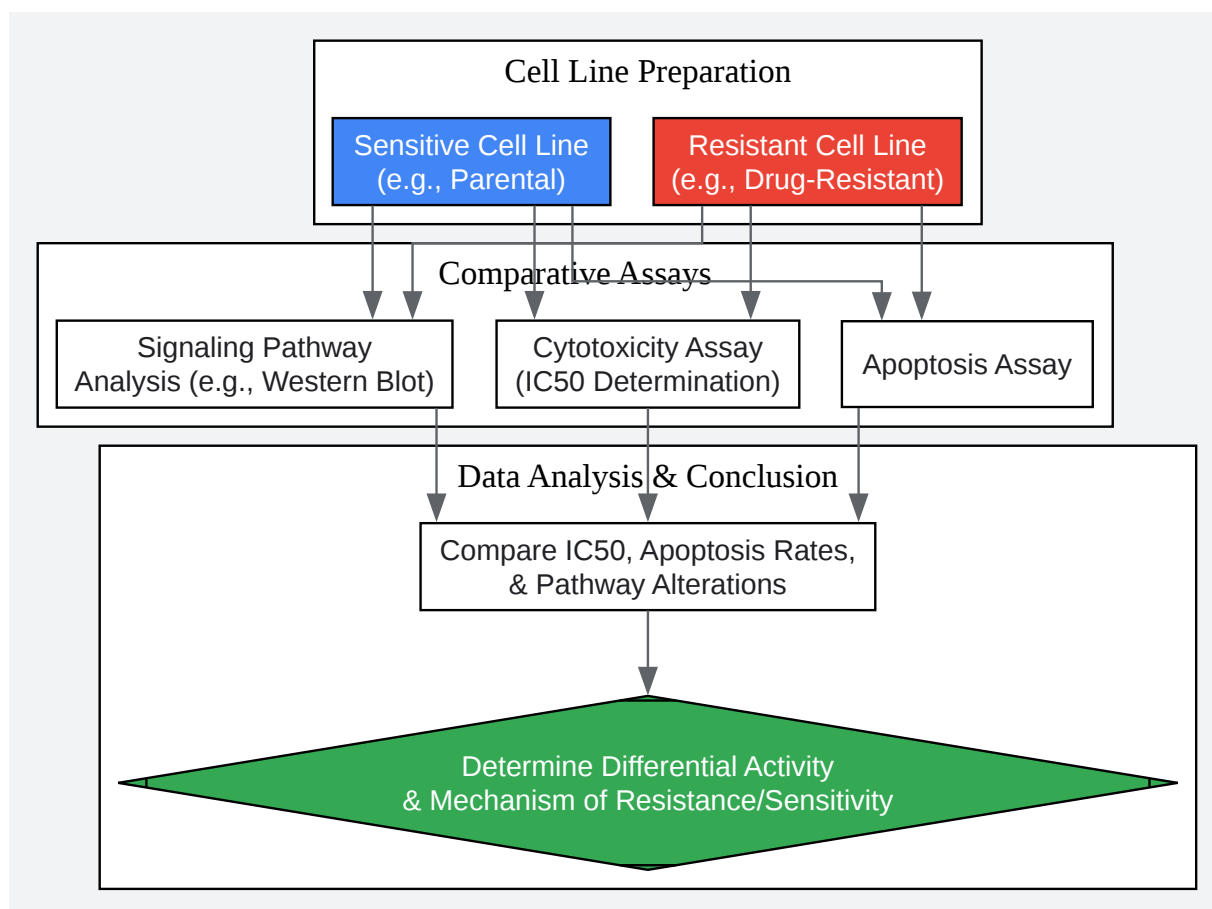 Cell Line Preparation
Sensitive Cell Line
(e.g., Parental)
Resistant Cell Line
(e.g., Drug-Resistant)
Comparative Assays
Signaling Pathway
Analysis (e.g., Western Blot)
Cytotoxicity Assay
(IC50 Determination)
Apoptosis Assay
Data Analysis & Conclusion
Compare IC50, Apoptosis Rates,
& Pathway Alterations
Determine Differential Activity
& Mechanism of Resistance/Sensitivity